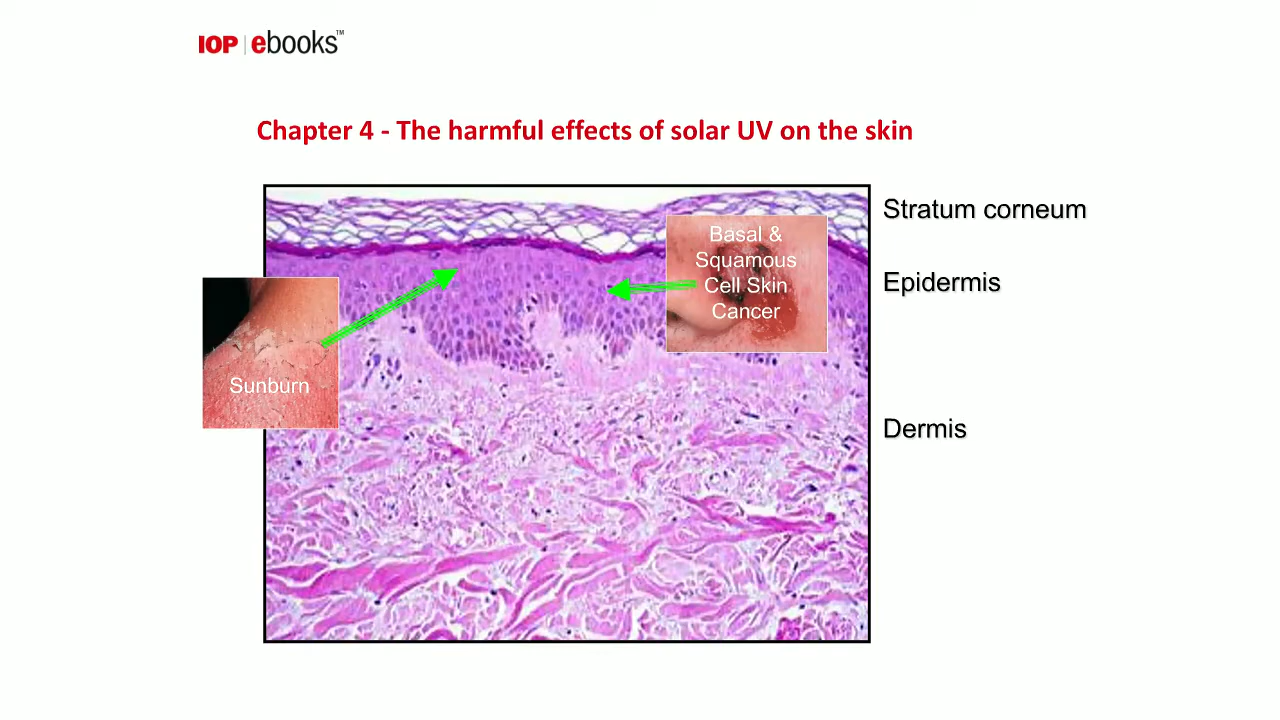 IOP | ebooks™
Chapter 4 - The harmful effects of solar UV on the skin
Stratum corneum
Basal &
Squamous
Cell Skin
Cancer
Epidermis
Sunburn
Dermis